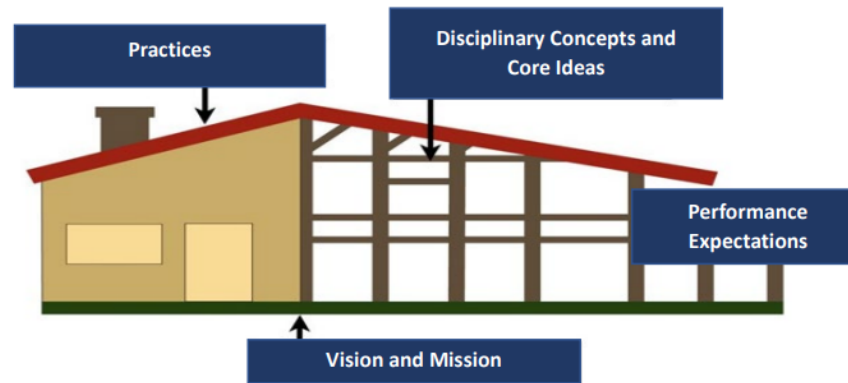 Practices
Disciplinary Concepts and
Core Ideas
Performance
Expectations
Vision and Mission